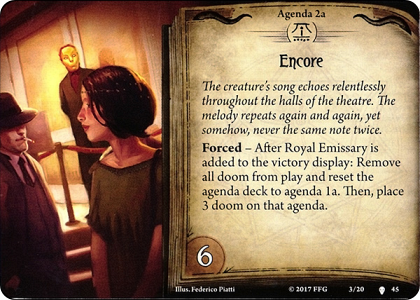 Agenda 2a
Encore
The creature's song echoes relentlessly
throughout the halls of the theatre. The
melody repeats again and again, yet
somehow, never the same note twice.
Forced – After Royal Emissary is
added to the victory display: Remove
all doom from play and reset the
agenda deck to agenda 1a. Then, place
3 doom on that agenda.
6
Illus. Federico Piatti © 2017 FFG 3/20 45